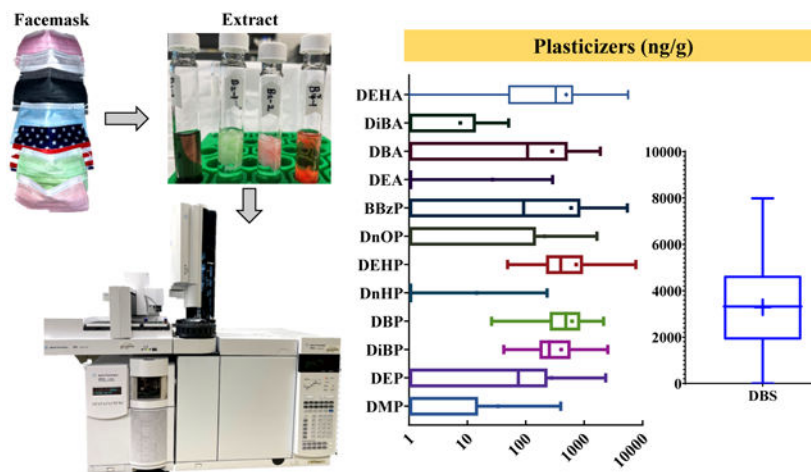 Facemask
Extract
Plasticizers (ng/g)
DEHA
DiBA
DBA
DEA
BBzP
DnOP
DEHP
DnHP
DBP
DiBP
DEP
DMP
1 10 100 1000 10000
10000
8000
6000
4000
2000
0
DBS